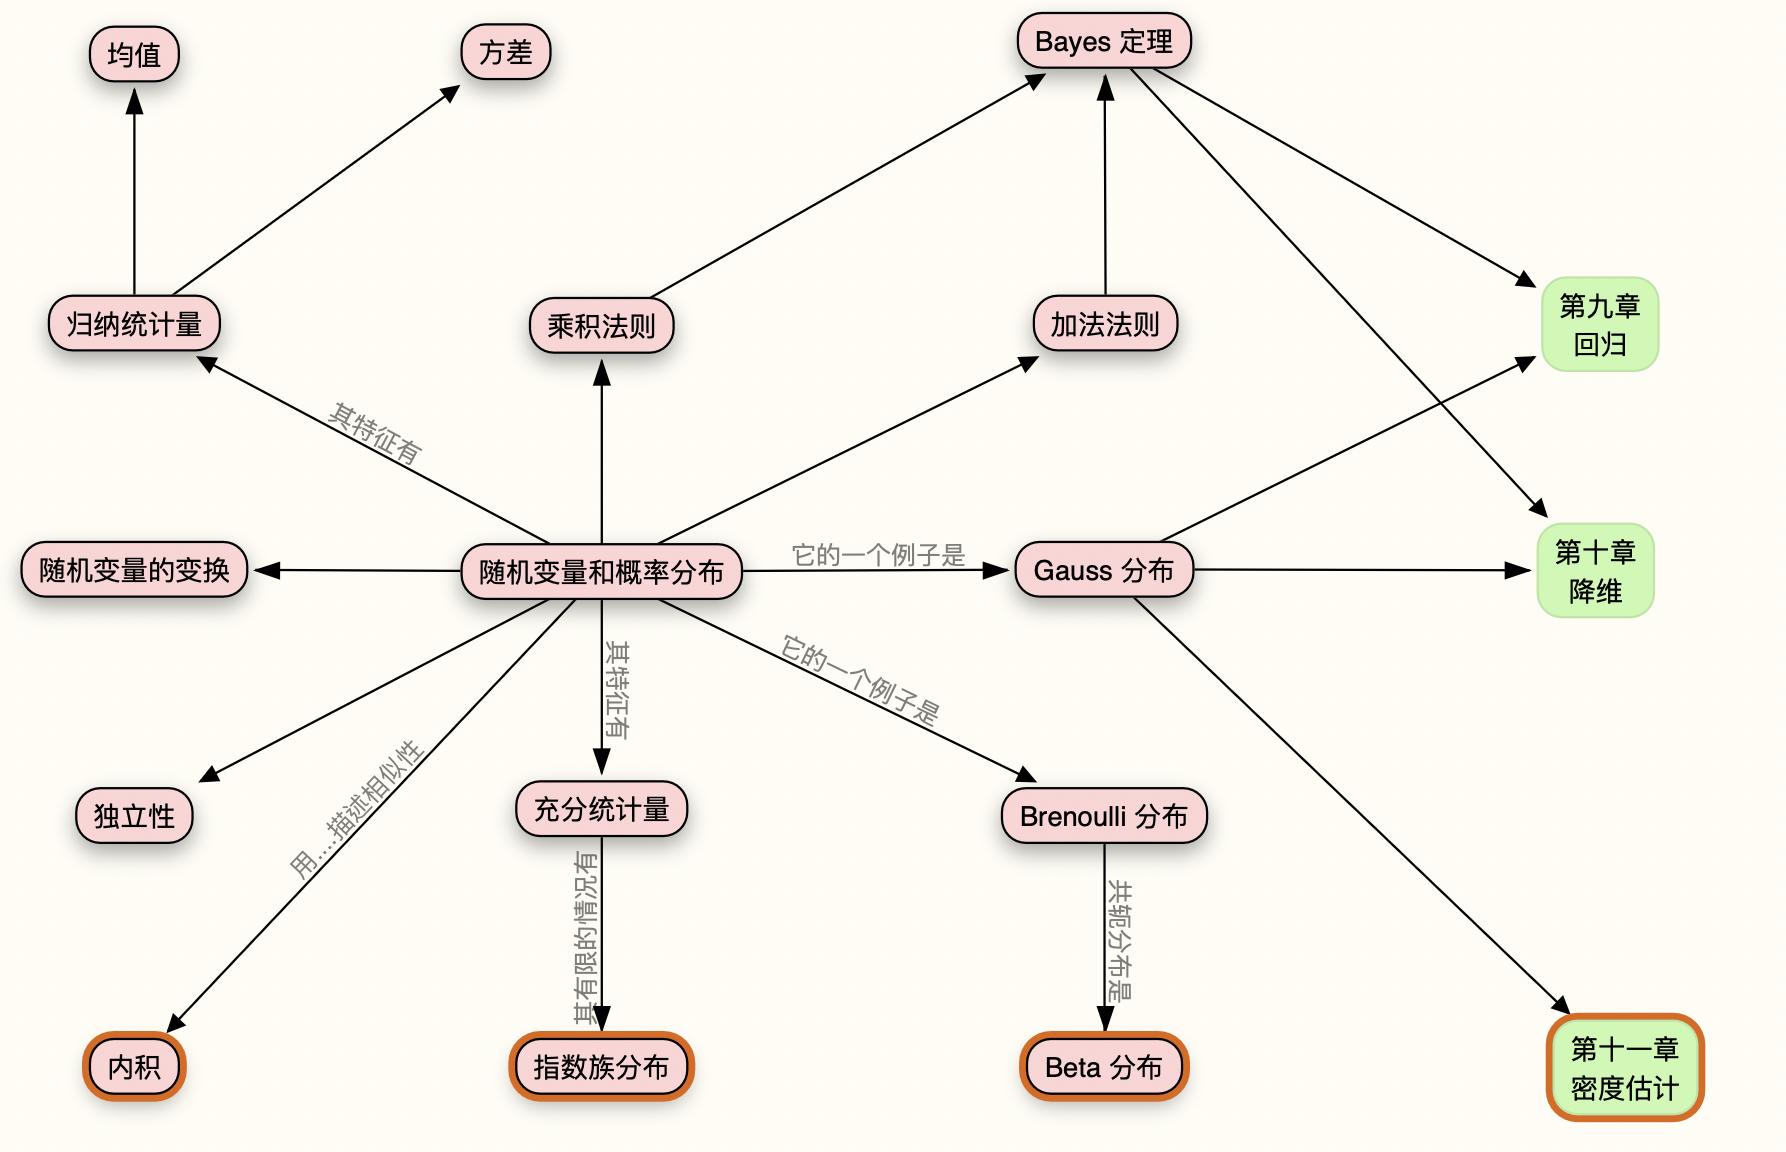 均值
方差
Bayes 定理
归纳统计量
乘积法则
加法法则
第九章
回归
其特征有
随机变量的变换
随机变量和概率分布
它的一个例子是
Gauss 分布
第十章
降维
其特征有
它的一个例子是
用....描述相似性
独立性
充分统计量
Brenoulli 分布
其有限的情况有
共轭分布是
内积
指数族分布
Beta 分布
第十一章
密度估计